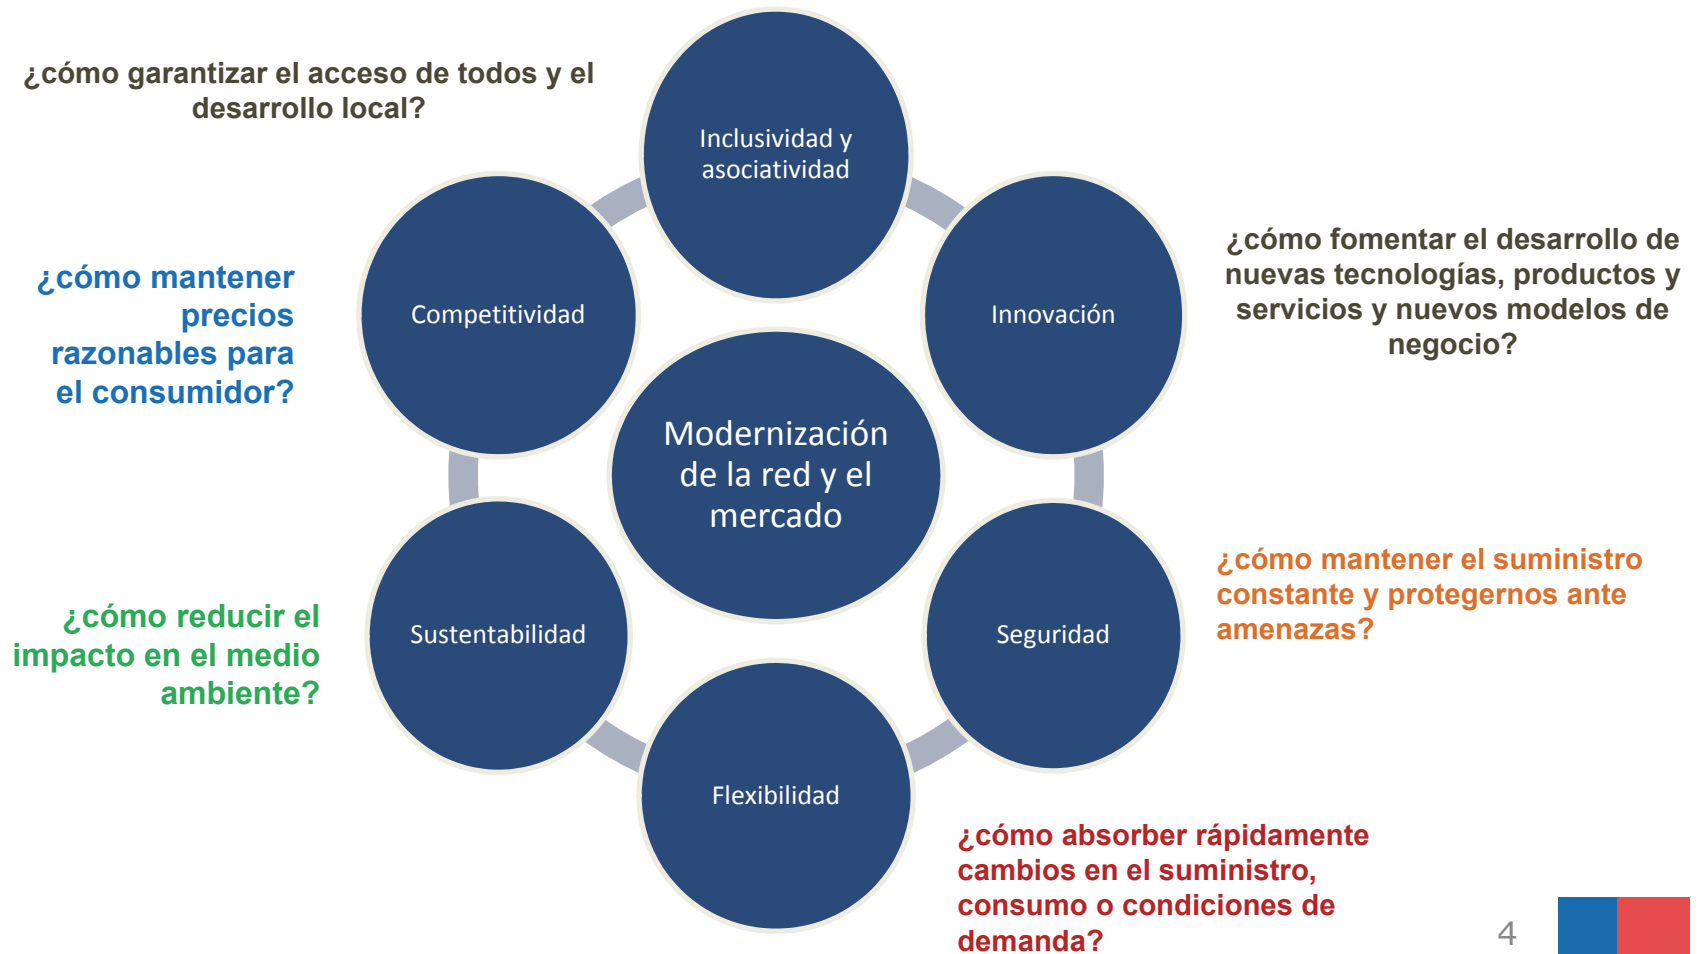 ¿cómo garantizar el acceso de todos y el
desarrollo local?
Inclusividad y
asociatividad
Competitividad
Innovación
¿cómo mantener
precios
razonables para
el consumidor?
¿cómo fomentar el desarrollo de
nuevas tecnologías, productos y
servicios y nuevos modelos de
negocio?
Modernización
de la red y el
mercado
¿cómo reducir el
impacto en el medio
ambiente?
Sustentabilidad
Seguridad
¿cómo mantener el suministro
constante y protegernos ante
amenazas?
Flexibilidad
¿cómo absorber rápidamente
cambios en el suministro,
consumo o condiciones de
demanda?
4